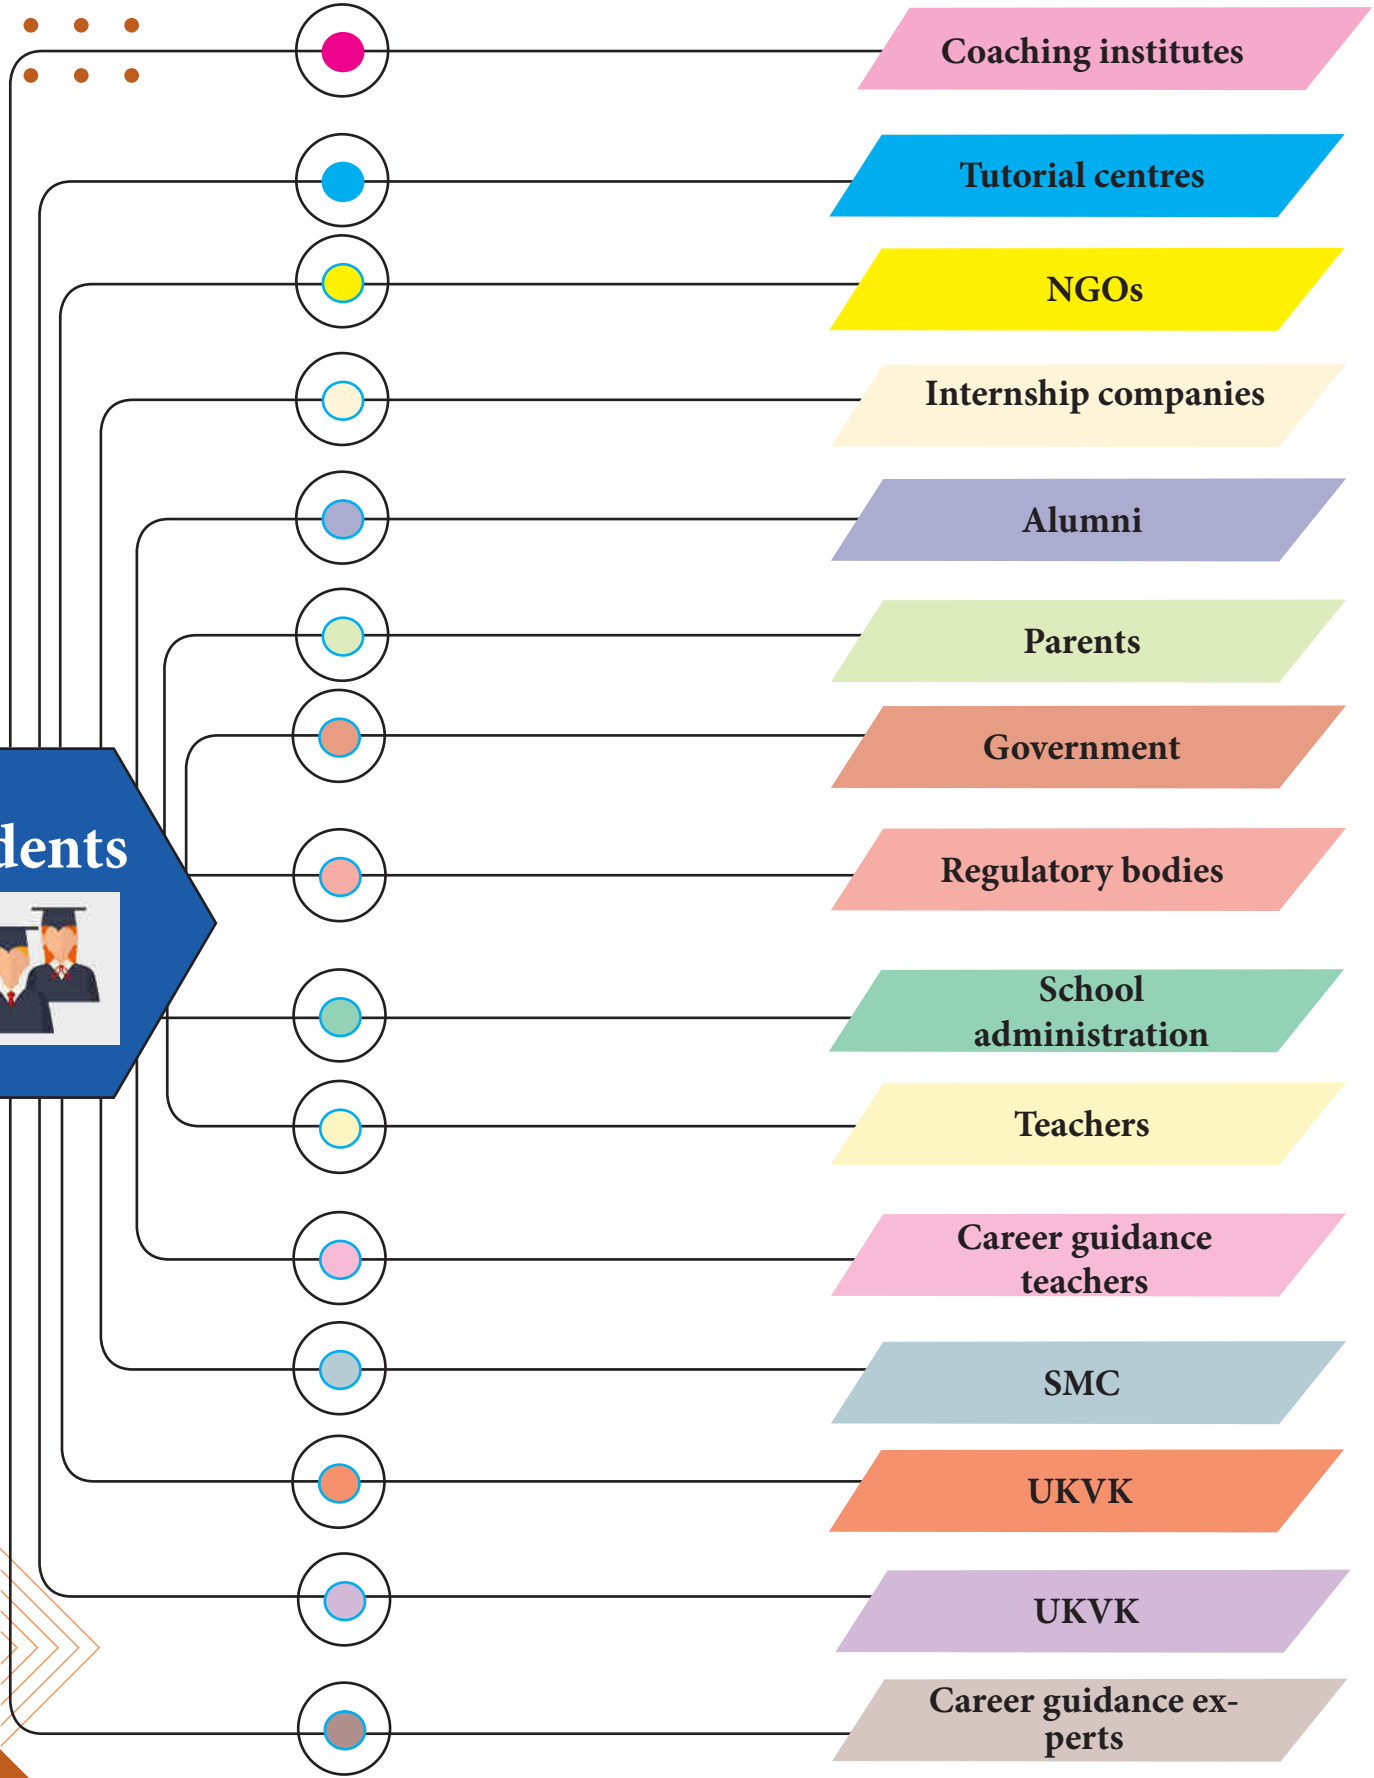 Coaching institutes
Tutorial centres
NGOs
Internship companies
Alumni
Parents
Government
dents
Regulatory bodies
School
administration
Teachers
Career guidance
teachers
SMC
UKVK
UKVK
Career guidance ex-
perts